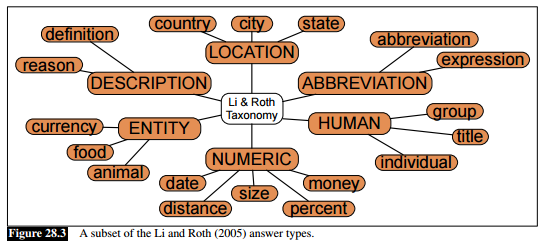 country
city
state
definition
LOCATION
abbreviation
reason
expression
DESCRIPTION
ABBREVIATION
Li & Roth
Taxonomy
currency
ENTITY
HUMAN
group
title
food
individual
animal
NUMERIC
date
size
money
distance
percent
Figure 28.3 A subset of the Li and Roth (2005) answer types.